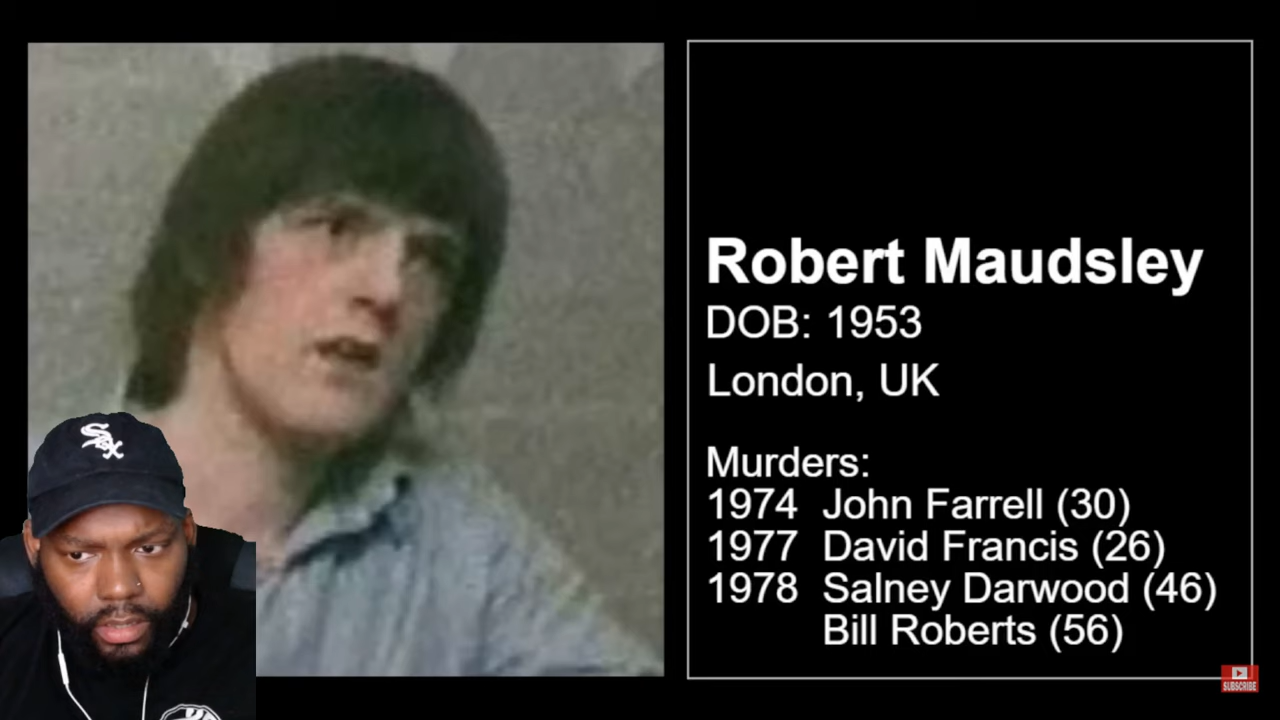 Robert Maudsley
DOB: 1953
London, UK
Murders:
1974 John Farrell (30)
1977 David Francis (26)
1978 Salney Darwood (46)
Bill Roberts (56)
Sox
SUBSCRIBE